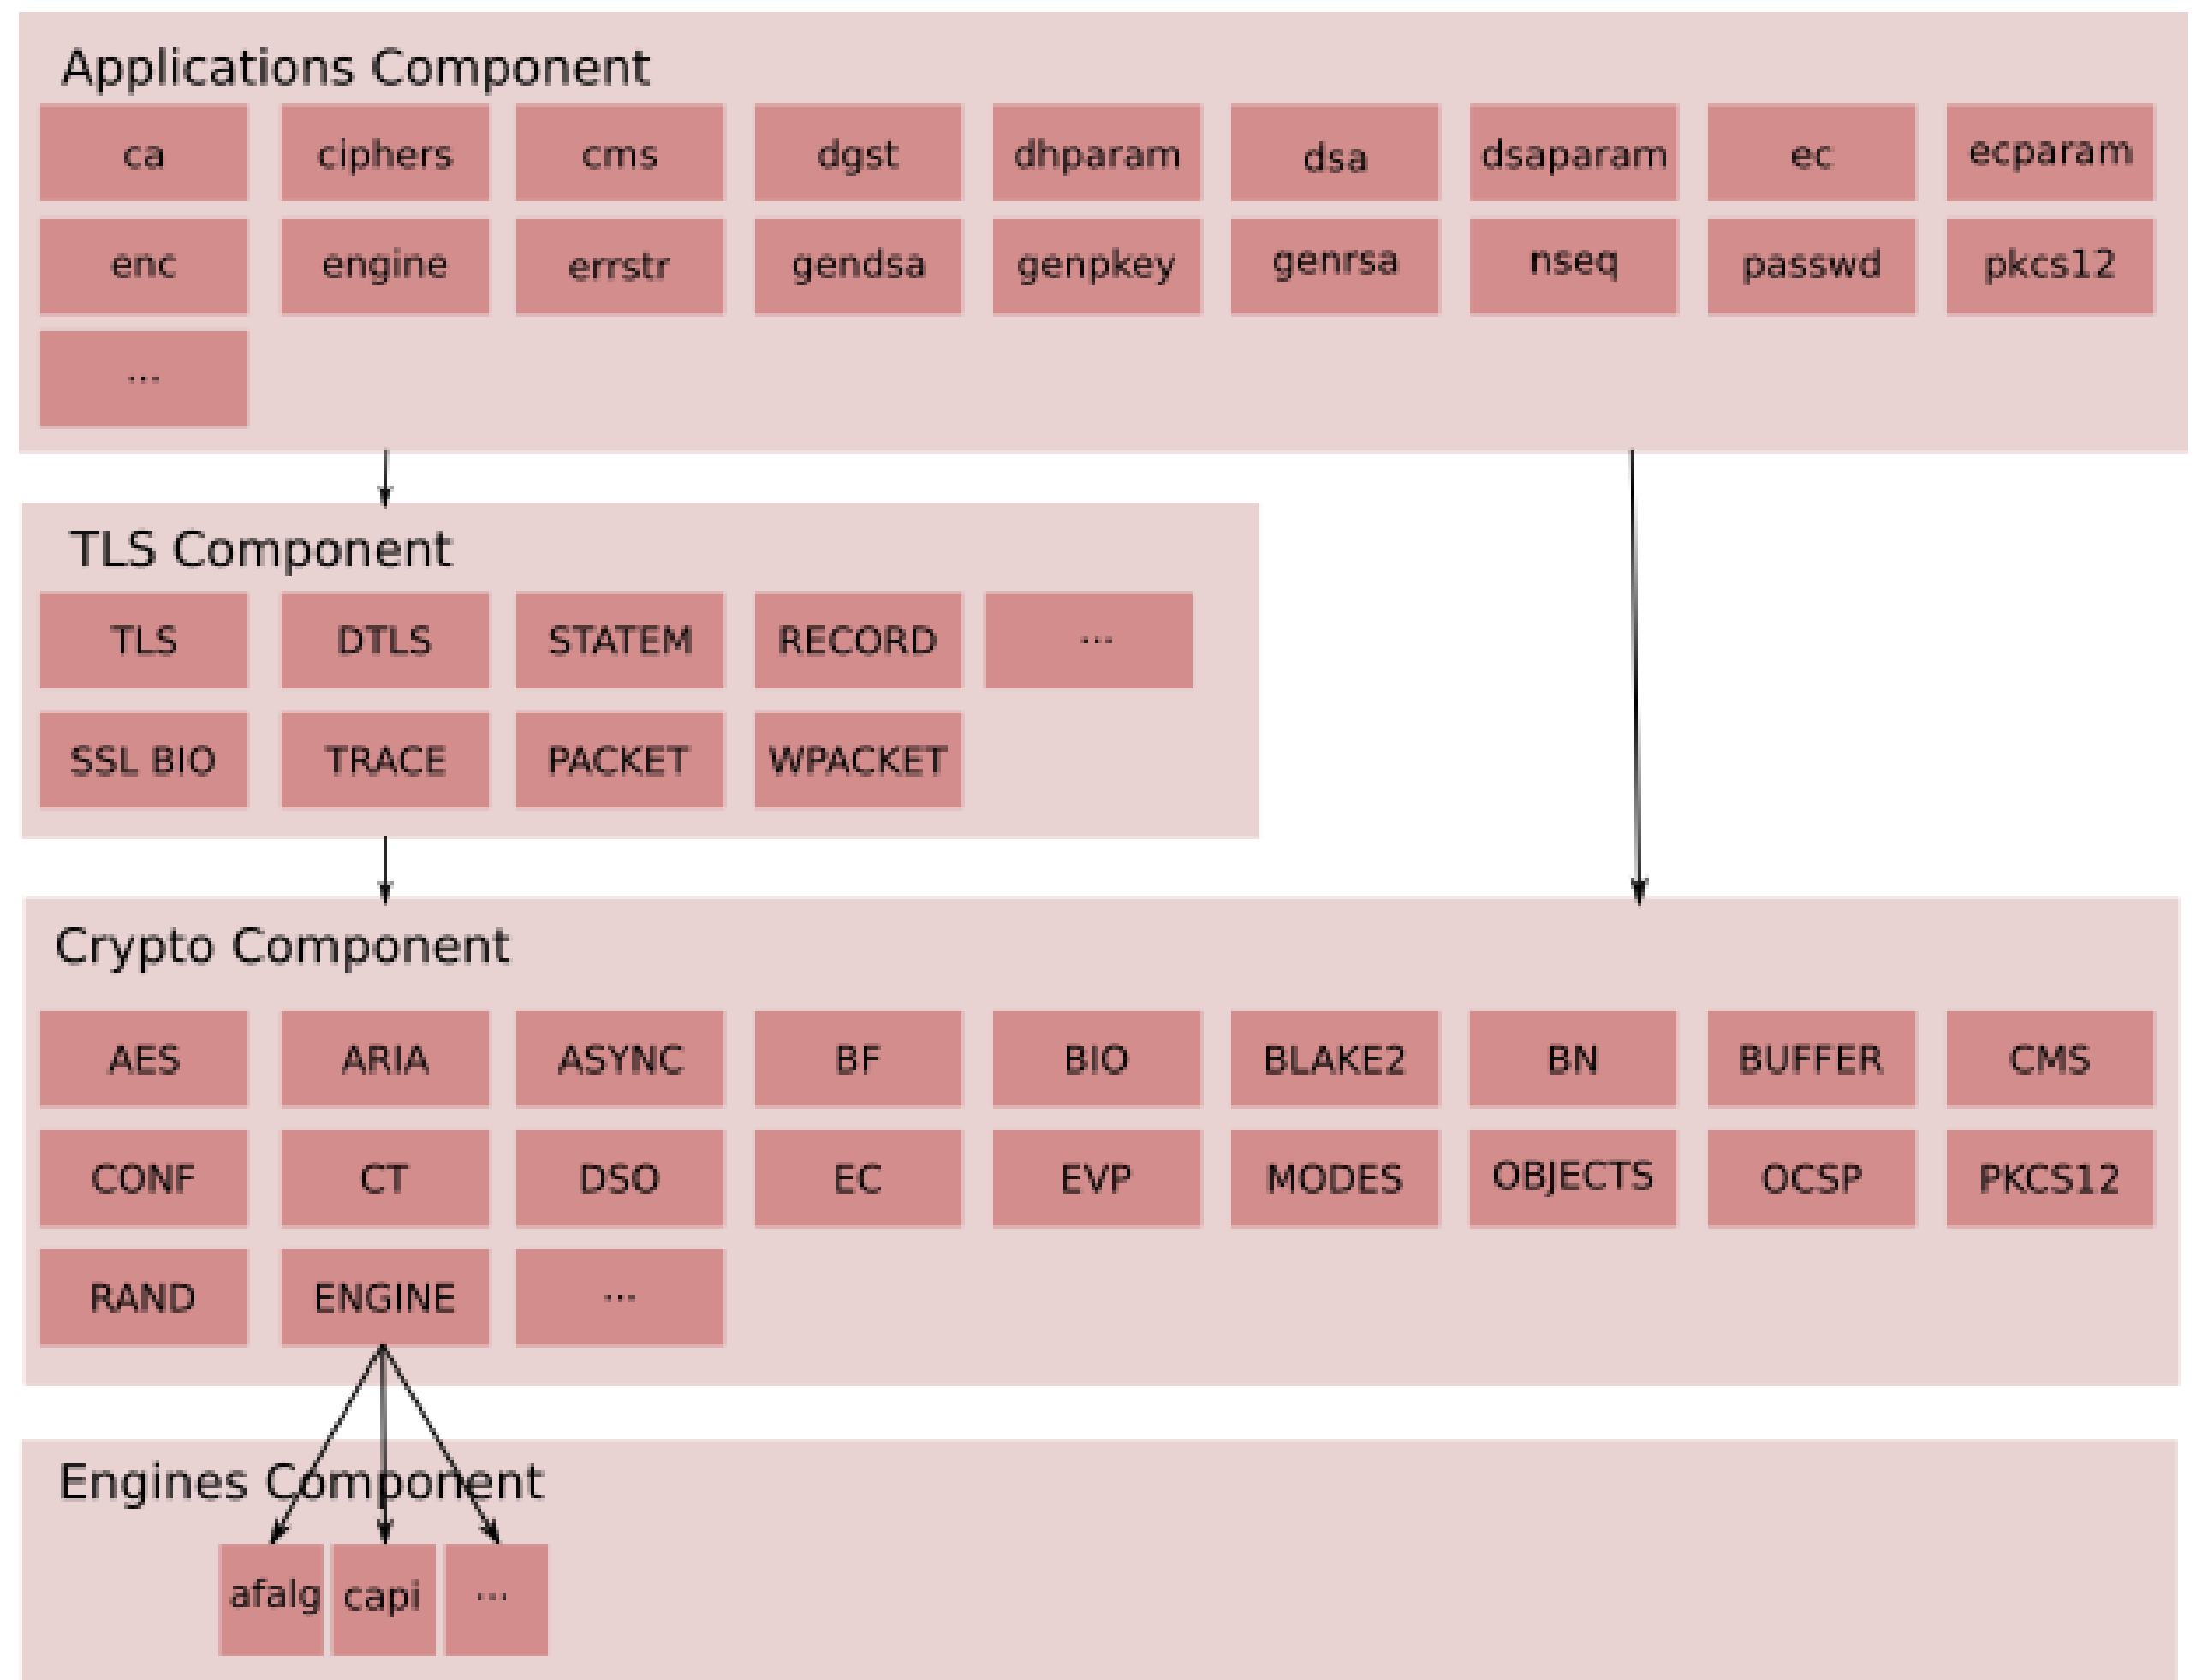 Applications Component
ca ciphers cms dgst dhparam dsa dsaparam ec ecparam
enc engine errstr gendsa genpkey genrsa nseq passwd pkcs12
...
TLS Component
TLS DTLS STATEM RECORD ...
SSL BIO TRACE PACKET WPACKET
Crypto Component
AES ARIA ASYNC BF BIO BLAKE2 BN BUFFER CMS
CONF CT DSO EC EVP MODES OBJECTS OCSP PKCS12
RAND ENGINE ...
Engines Component
afalg capi ...